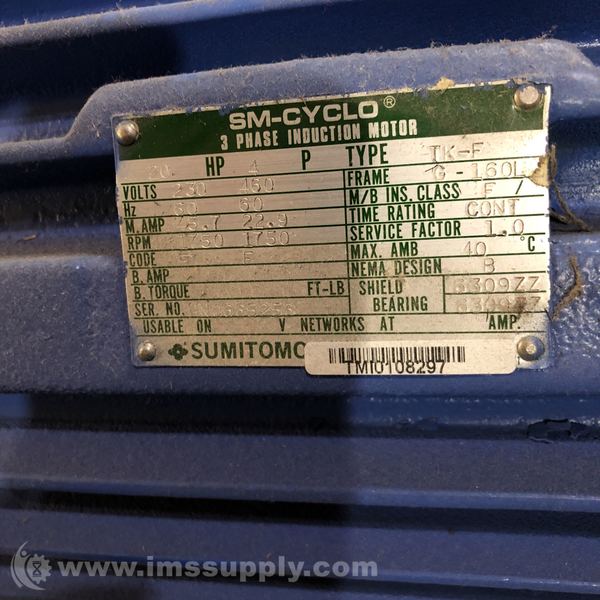 SM-CYCLO®
3 PHASE INDUCTION MOTOR
20 HP 4 P TYPE TK-F
FRAME G-160L
VOLTS 230 460 M/B INS. CLASS F /
Hz 60 60 TIME RATING CONT
M.AMP 22.9 SERVICE FACTOR 1.0
RPM 1750 1750 MAX. AMB 40 °C
CODE F F NEMA DESIGN B
B.AMP
B.TORQUE FT-LB SHIELD 6309ZZ
SER. NO. BEARING 6309ZZ
USABLE ON V NETWORKS AT AMP.
SUMITOMO
TMI0108297
www.imssupply.com